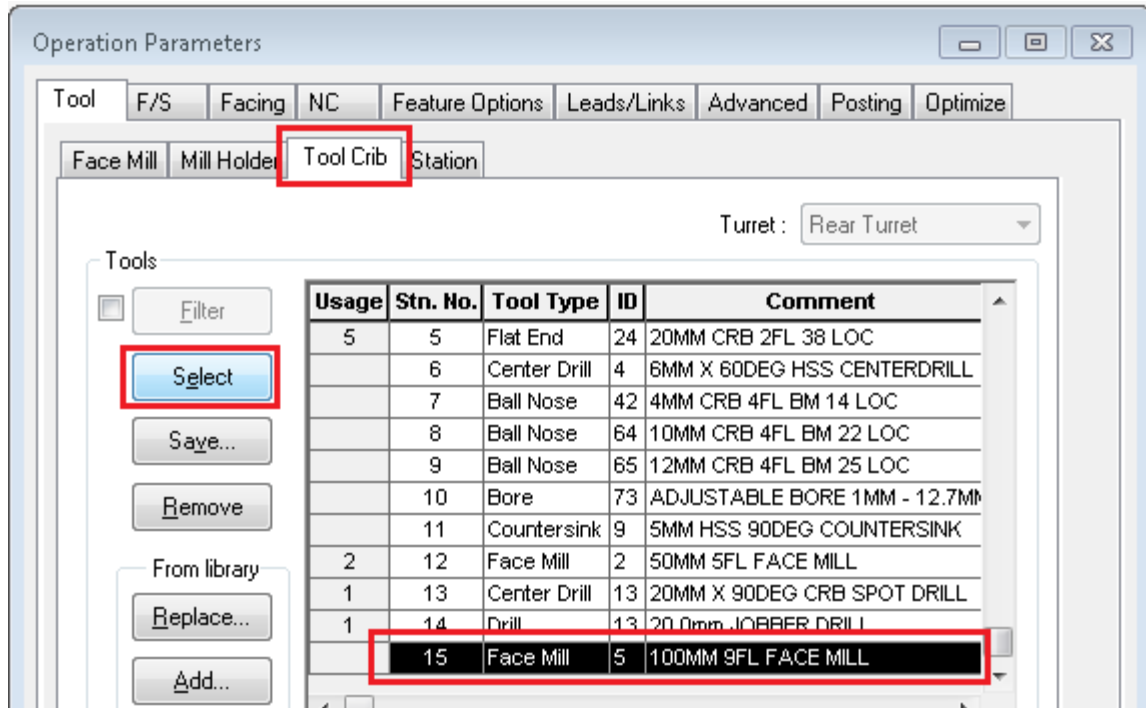 Operation Parameters
Tool F/S Facing NC Feature Options Leads/Links Advanced Posting Optimize
Face Mill Mill Holder Tool Crib Station
Turret : Rear Turret
Tools
Filter
Select
Save...
Remove
From library
Replace...
Add...
Usage Stn. No. Tool Type ID Comment
5 5 Flat End 24 20MM CRB 2FL 38 LOC
6 Center Drill 4 6MM X 60DEG HSS CENTERDRILL
7 Ball Nose 42 4MM CRB 4FL BM 14 LOC
8 Ball Nose 64 10MM CRB 4FL BM 22 LOC
9 Ball Nose 65 12MM CRB 4FL BM 25 LOC
10 Bore 73 ADJUSTABLE BORE 1MM - 12.7MM
11 Countersink 9 5MM HSS 90DEG COUNTERSINK
2 12 Face Mill 2 50MM 5FL FACE MILL
1 13 Center Drill 13 20MM X 90DEG CRB SPOT DRILL
1 14 Drill 13 20.0mm JOBBER DRILL
15 Face Mill 5 100MM 9FL FACE MILL